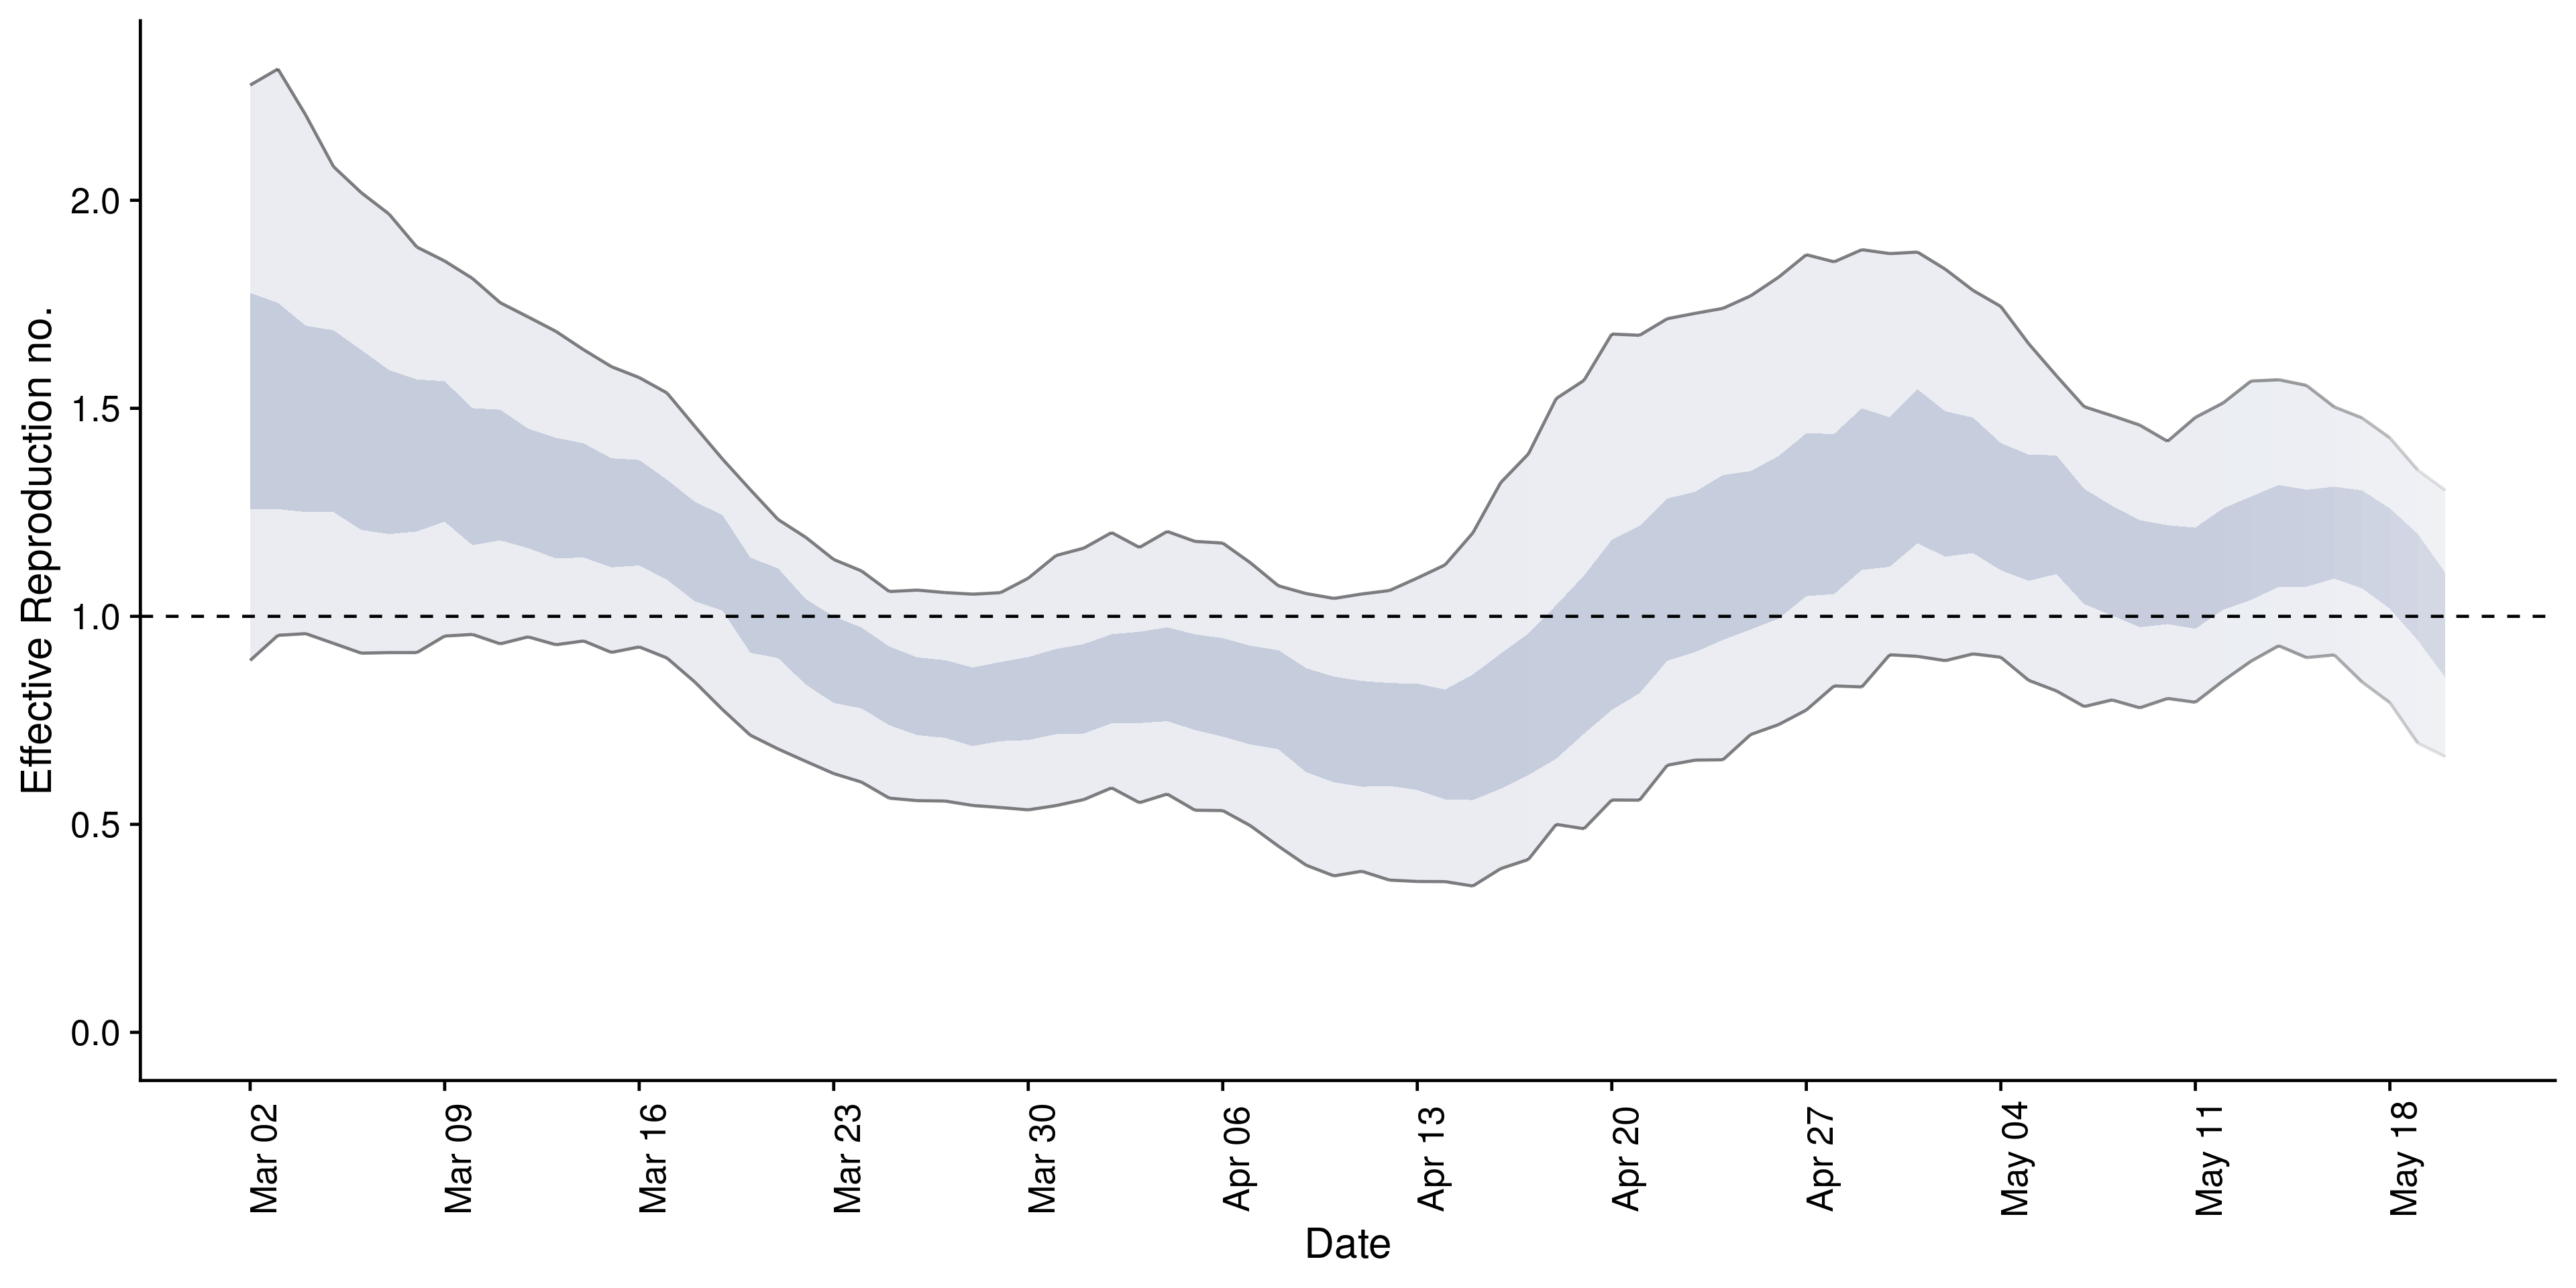 Effective Reproduction no.
2.0
1.5
1.0
0.5
0.0
Mar 02
Mar 09
Mar 16
Mar 23
Mar 30
Apr 06
Apr 13
Apr 20
Apr 27
May 04
May 11
May 18
Date